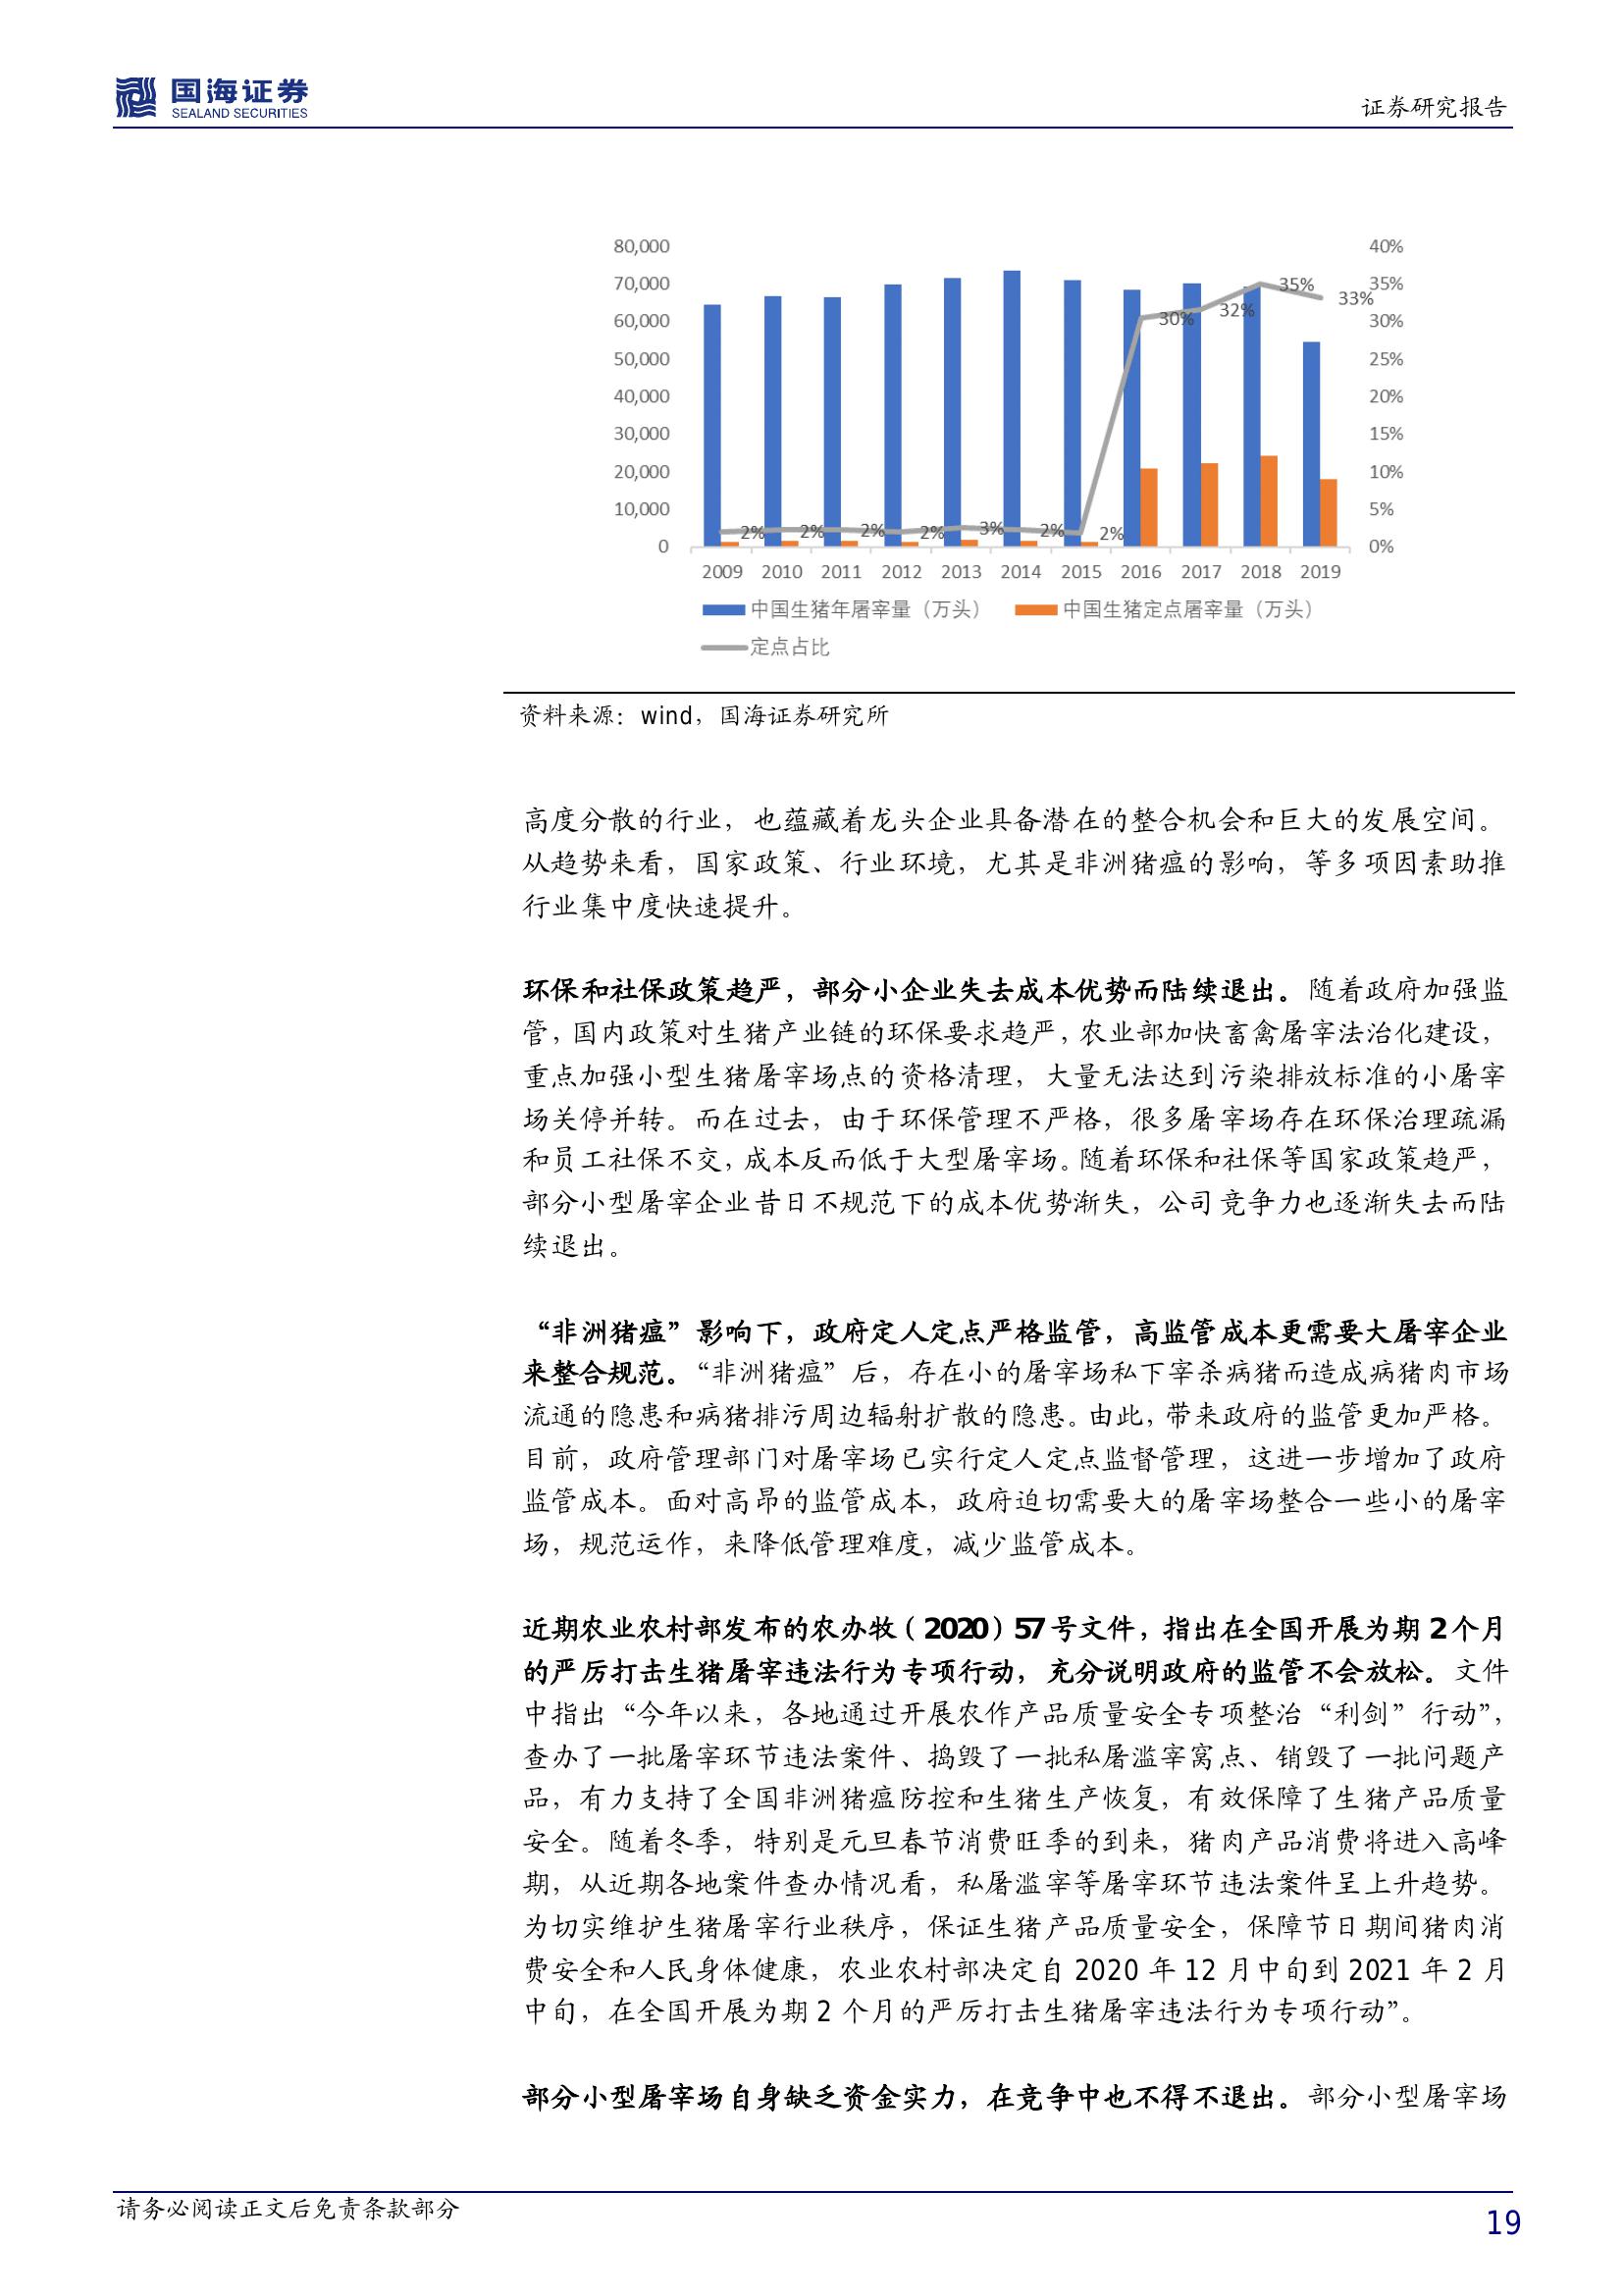 国海证券
SEALAND SECURITIES
证券研究报告
80,000
70,000
60,000
50,000
40,000
30,000
20,000
10,000
0
40%
35%
30%
25%
20%
15%
10%
5%
0%
2%
2%
2%
2%
3%
2%
2%
30%
32%
35%
33%
2009 2010 2011 2012 2013 2014 2015 2016 2017 2018 2019
中国生猪年屠宰量（万头） 中国生猪定点屠宰量（万头）
定点占比
资料来源：wind，国海证券研究所
高度分散的行业，也蕴藏着龙头企业具备潜在的整合机会和巨大的发展空间。
从趋势来看，国家政策、行业环境，尤其是非洲猪瘟的影响，等多项因素助推
行业集中度快速提升。
环保和社保政策趋严，部分小企业失去成本优势而陆续退出。随着政府加强监
管，国内政策对生猪产业链的环保要求趋严，农业部加快畜禽屠宰法治化建设，
重点加强小型生猪屠宰场点的资格清理，大量无法达到污染排放标准的小屠宰
场关停并转。而在过去，由于环保管理不严格，很多屠宰场存在环保治理疏漏
和员工社保不交，成本反而低于大型屠宰场。随着环保和社保等国家政策趋严，
部分小型屠宰企业昔日不规范下的成本优势渐失，公司竞争力也逐渐失去而陆
续退出。
“非洲猪瘟”影响下，政府定人定点严格监管，高监管成本更需要大屠宰企业
来整合规范。“非洲猪瘟”后，存在小的屠宰场私下宰杀病猪而造成病猪肉市场
流通的隐患和病猪排污周边辐射扩散的隐患。由此，带来政府的监管更加严格。
目前，政府管理部门对屠宰场已实行定人定点监督管理，这进一步增加了政府
监管成本。面对高昂的监管成本，政府迫切需要大的屠宰场整合一些小的屠宰
场，规范运作，来降低管理难度，减少监管成本。
近期农业农村部发布的农办牧（2020）57号文件，指出在全国开展为期2个月
的严厉打击生猪屠宰违法行为专项行动，充分说明政府的监管不会放松。文件
中指出“今年以来，各地通过开展农作产品质量安全专项整治“利剑”行动”，
查办了一批屠宰环节违法案件、捣毁了一批私屠滥宰窝点、销毁了一批问题产
品，有力支持了全国非洲猪瘟防控和生猪生产恢复，有效保障了生猪产品质量
安全。随着冬季，特别是元旦春节消费旺季的到来，猪肉产品消费将进入高峰
期，从近期各地案件查办情况看，私屠滥宰等屠宰环节违法案件呈上升趋势。
为切实维护生猪屠宰行业秩序，保证生猪产品质量安全，保障节日期间猪肉消
费安全和人民身体健康，农业农村部决定自 2020 年 12 月中旬到 2021 年 2 月
中旬，在全国开展为期 2 个月的严厉打击生猪屠宰违法行为专项行动”。
部分小型屠宰场自身缺乏资金实力，在竞争中也不得不退出。部分小型屠宰场
请务必阅读正文后免责条款部分
19